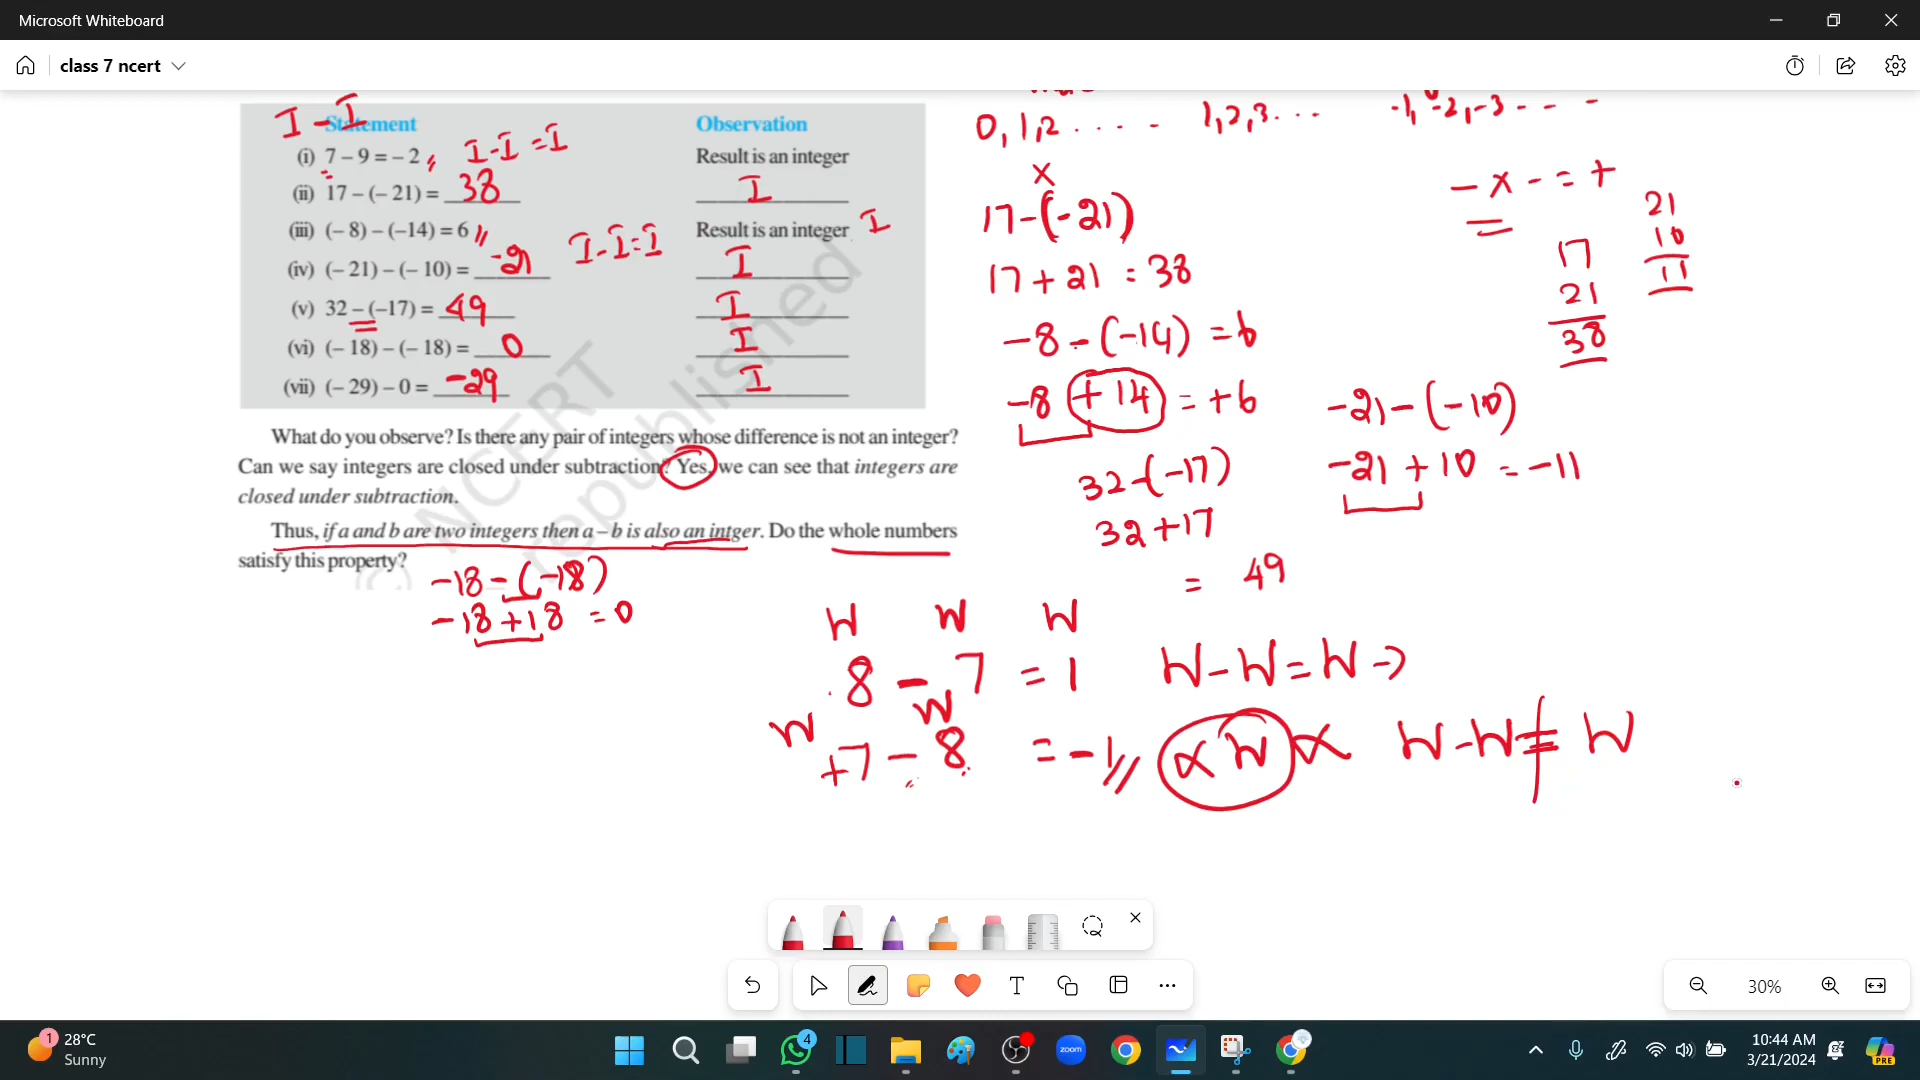 Microsoft Whiteboard
class 7 ncert
I - I
Statement Observation
(i) 7 – 9 = – 2 I - I = I Result is an integer
(ii) 17 – (– 21) = 38 I
(iii) (– 8) – (–14) = 6 Result is an integer I
(iv) (– 21) – (– 10) = -21 I - I = I I
(v) 32 – (–17) = 49 I
(vi) (– 18) – (– 18) = 0 I
(vii) (– 29) – 0 = -29 I
What do you observe? Is there any pair of integers whose difference is not an integer?
Can we say integers are closed under subtraction? Yes, we can see that integers are
closed under subtraction.
Thus, if a and b are two integers then a – b is also an intger. Do the whole numbers
satisfy this property?
NCERT
republished
-18 - (-18)
-18 + 18 = 0
0, 1, 2 ..... 1, 2, 3 ... -1, -2, -3 - - -
x
17 - (-21)
17 + 21 = 38
-8 - (-14) = 6
-8 + 14 = +6
32 - (-17)
32 + 17
= 49
- x - = +
17
21
38
21
10
11
-21 - (-10)
-21 + 10 = -11
W W W
8 - 7 = 1 W - W = W →
W W
+7 - 8 = -1 W W - W ≠ W
30%
1
28°C
Sunny
4
zoom
10:44 AM
3/21/2024
PRE